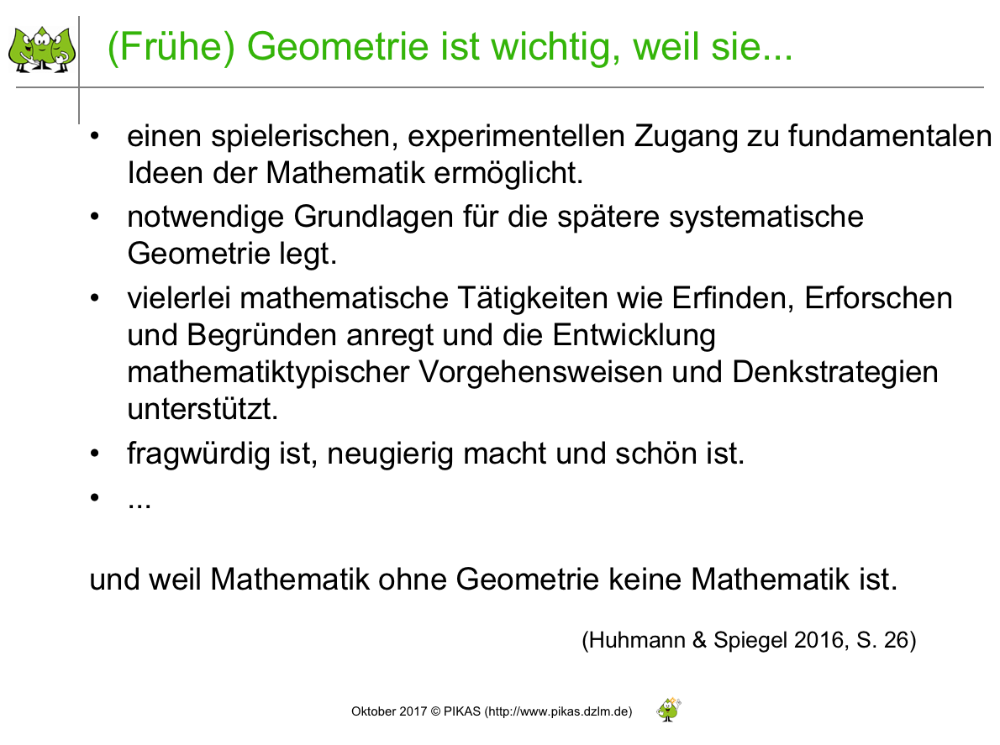 (Frühe) Geometrie ist wichtig, weil sie...
• einen spielerischen, experimentellen Zugang zu fundamentalen
Ideen der Mathematik ermöglicht.
• notwendige Grundlagen für die spätere systematische
Geometrie legt.
• vielerlei mathematische Tätigkeiten wie Erfinden, Erforschen
und Begründen anregt und die Entwicklung
mathematiktypischer Vorgehensweisen und Denkstrategien
unterstützt.
• fragwürdig ist, neugierig macht und schön ist.
• ...
und weil Mathematik ohne Geometrie keine Mathematik ist.
(Huhmann & Spiegel 2016, S. 26)
Oktober 2017 © PIKAS (http://www.pikas.dzlm.de)